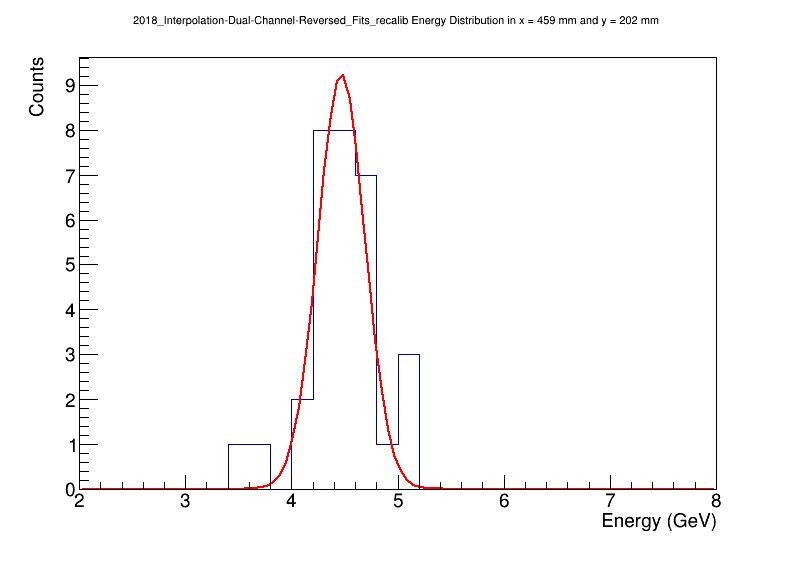 2018_Interpolation-Dual-Channel-Reversed_Fits_recalib Energy Distribution in x = 459 mm and y = 202 mm
Counts
9
8
7
6
5
4
3
2
1
0
2 3 4 5 6 7 8
Energy (GeV)